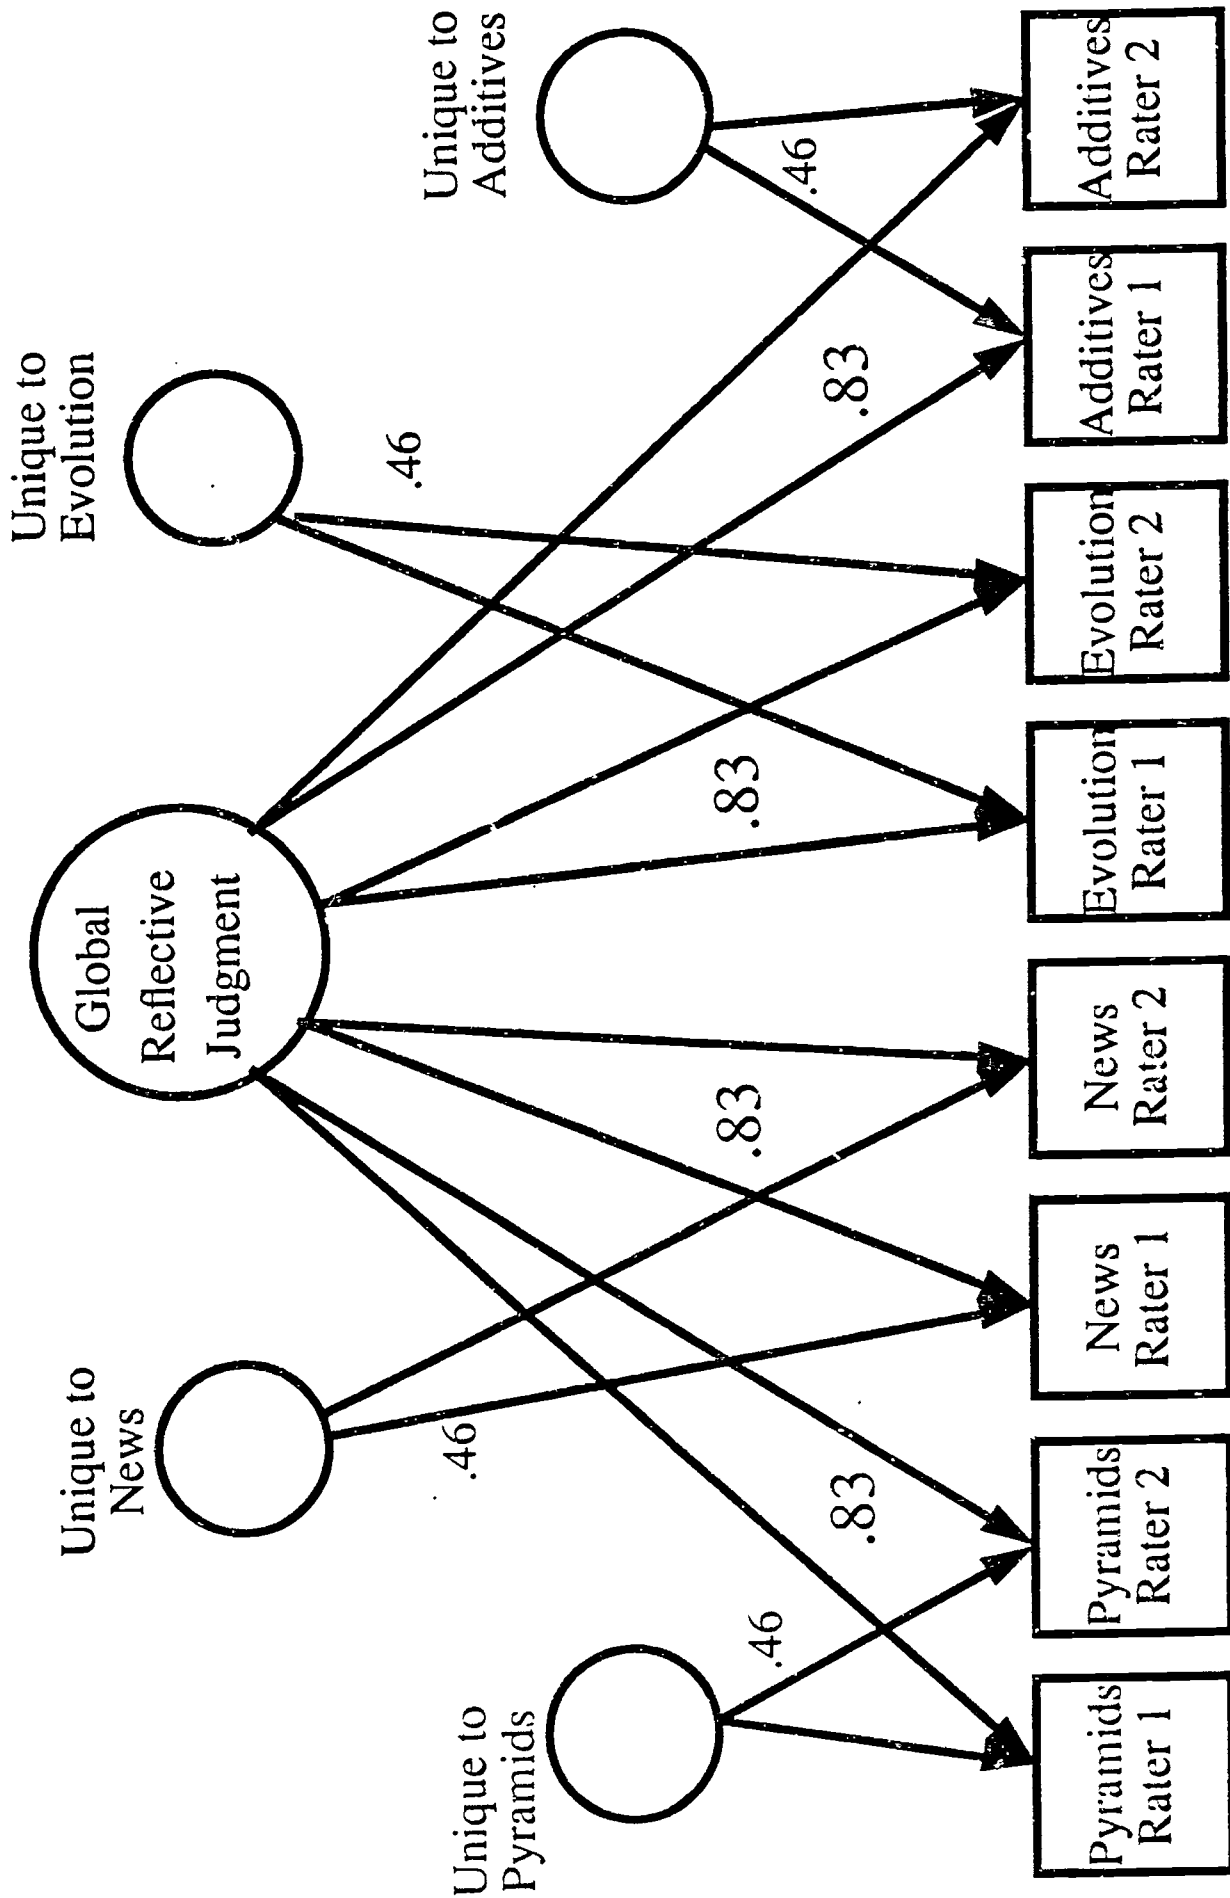 Unique to
Pyramids
Unique to
News
Global
Reflective
Judgment
Unique to
Evolution
Unique to
Additives
.46
.46
.46
.46
.83
.83
.83
.83
Pyramids
Rater 1
Pyramids
Rater 2
News
Rater 1
News
Rater 2
Evolution
Rater 1
Evolution
Rater 2
Additives
Rater 1
Additives
Rater 2